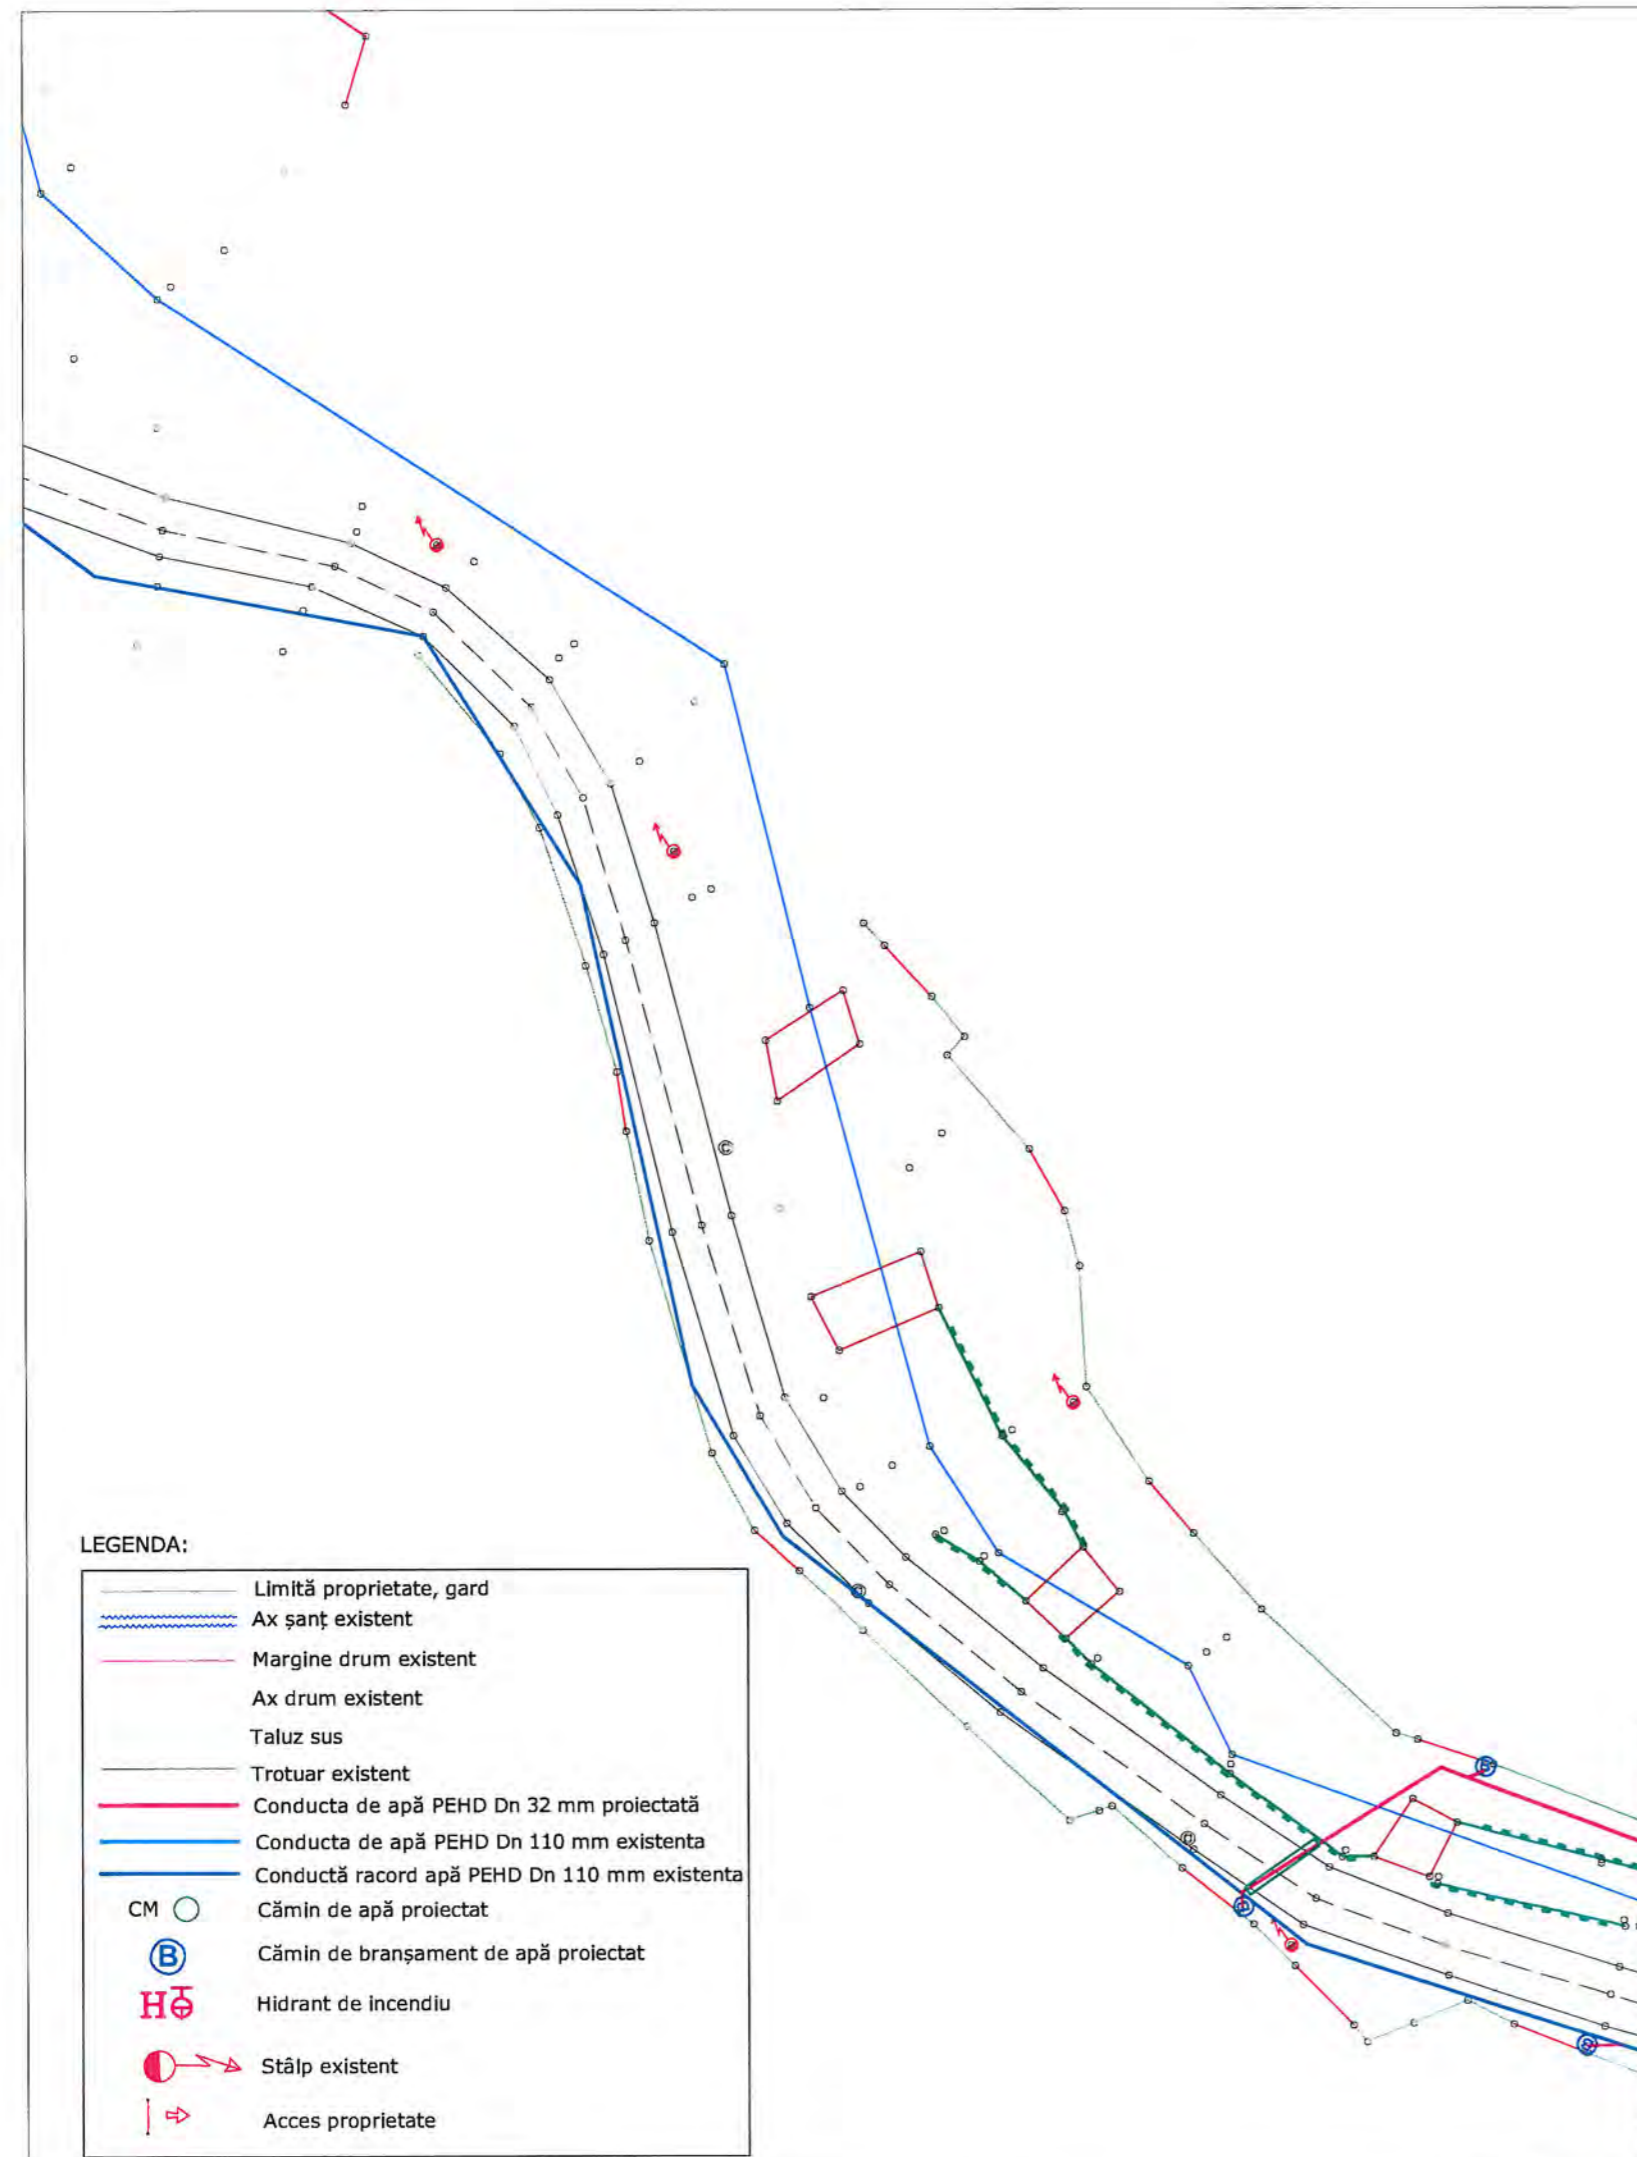 LEGENDA:
Limită proprietate, gard
Ax șanț existent
Margine drum existent
Ax drum existent
Taluz sus
Trotuar existent
Conducta de apă PEHD Dn 32 mm proiectată
Conducta de apă PEHD Dn 110 mm existenta
Conductă racord apă PEHD Dn 110 mm existenta
CM Cămin de apă proiectat
B Cămin de branșament de apă proiectat
H Hidrant de incendiu
Stâlp existent
Acces proprietate